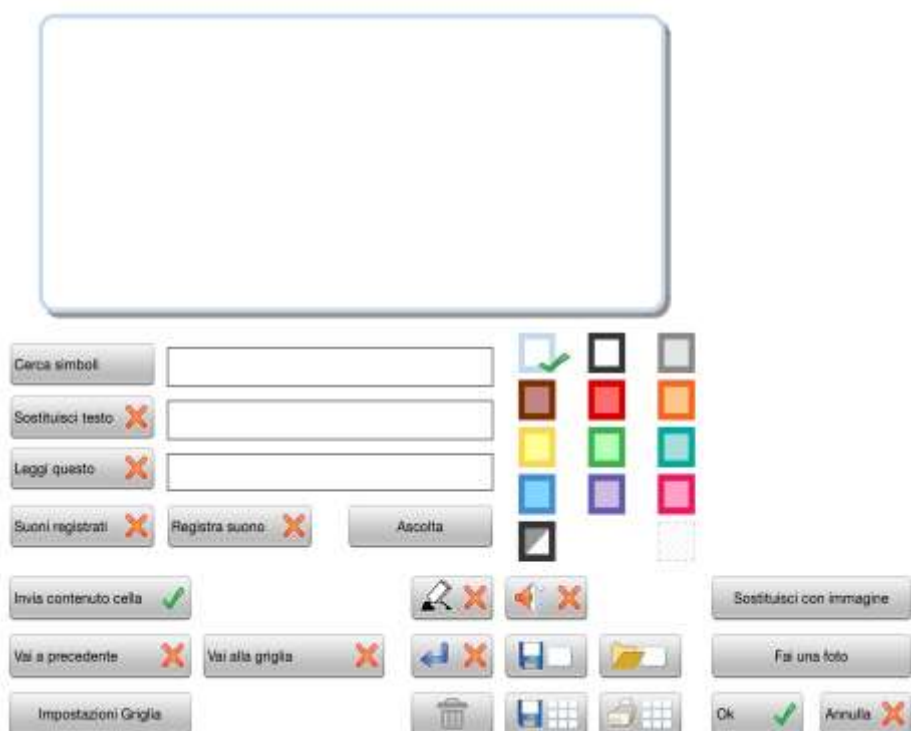 Cerca simboli
Sostituisci testo
Leggi questo
Suoni registrati Registra suono Ascolta
Invia contenuto cella Sostituisci con immagine
Vai a precedente Vai alla griglia Fai una foto
Impostazioni Griglia Ok Annulla